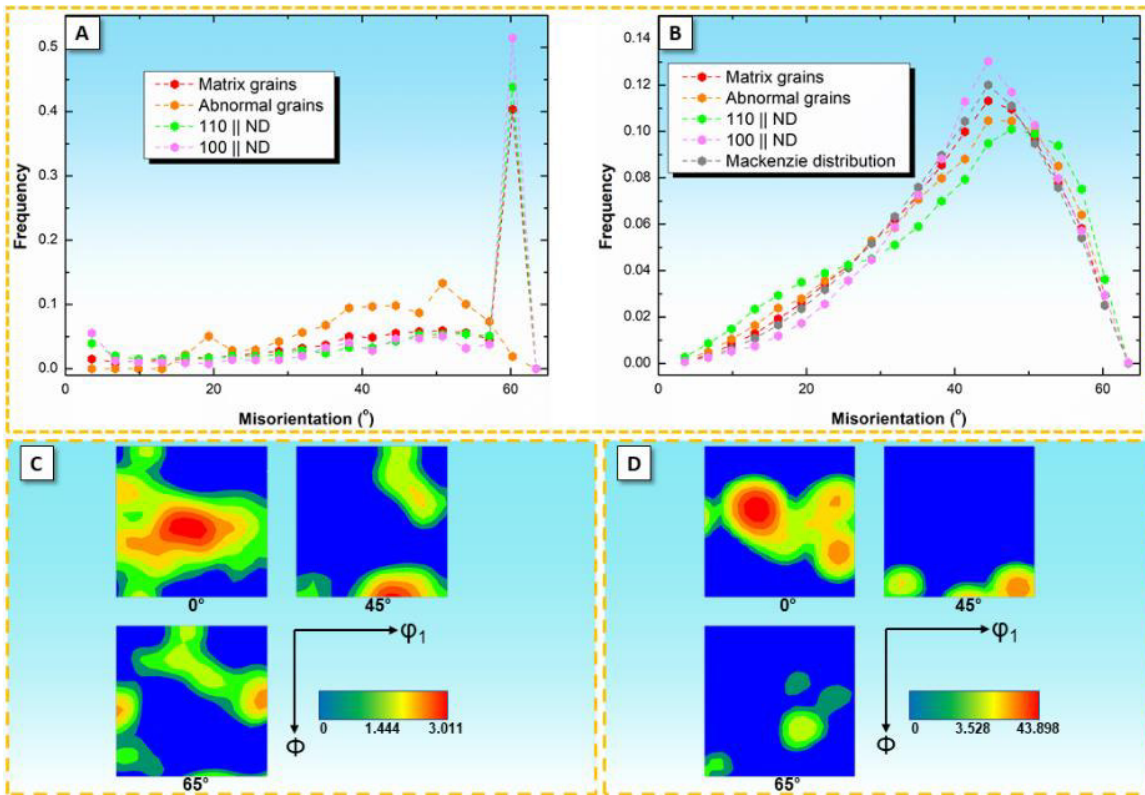 A
Matrix grains
Abnormal grains
110 || ND
100 || ND
Frequency
0.5
0.4
0.3
0.2
0.1
0.0
0 20 40 60
Misorientation (°)
B
Matrix grains
Abnormal grains
110 || ND
100 || ND
Mackenzie distribution
Frequency
0.14
0.12
0.10
0.08
0.06
0.04
0.02
0.00
0 20 40 60
Misorientation (°)
C
0° 45°
φ1
Φ
0 1.444 3.011
65°
D
0° 45°
φ1
Φ
0 3.528 43.898
65°